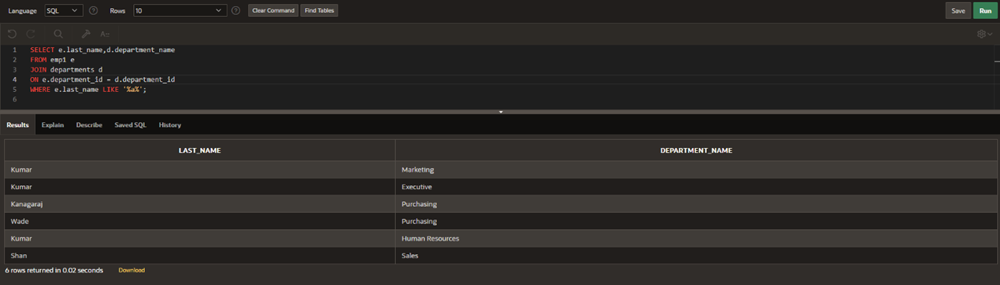 Language SQL Rows 10 Clear Command Find Tables Save Run
1 SELECT e.last_name,d.department_name
2 FROM emp1 e
3 JOIN departments d
4 ON e.department_id = d.department_id
5 WHERE e.last_name LIKE '%a%';
6
Results Explain Describe Saved SQL History
LAST_NAME DEPARTMENT_NAME
Kumar Marketing
Kumar Executive
Kanagaraj Purchasing
Wade Purchasing
Kumar Human Resources
Shan Sales
6 rows returned in 0.02 seconds Download